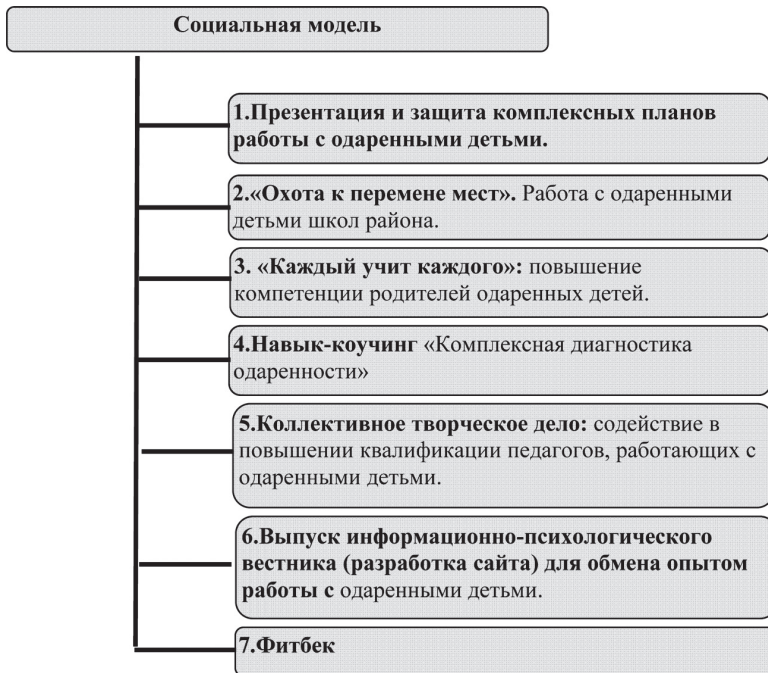 Социальная модель
1.Презентация и защита комплексных планов
работы с одаренными детьми.
2.«Охота к перемене мест». Работа с одаренными
детьми школ района.
3. «Каждый учит каждого»: повышение
компетенции родителей одаренных детей.
4.Навык-коучинг «Комплексная диагностика
одаренности»
5.Коллективное творческое дело: содействие в
повышении квалификации педагогов, работающих с
одаренными детьми.
6.Выпуск информационно-психологического
вестника (разработка сайта) для обмена опытом
работы с одаренными детьми.
7.Фитбек